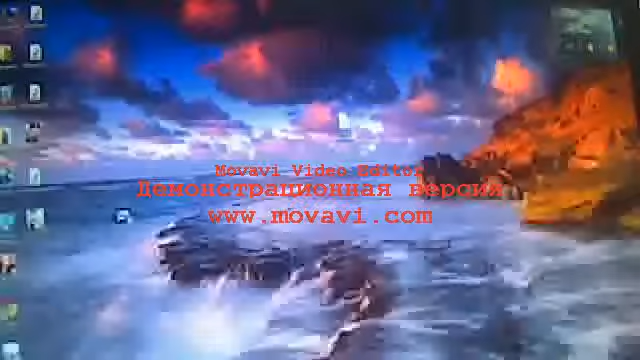 Movavi Video Editor
Демонстрационная версия
www.movavi.com